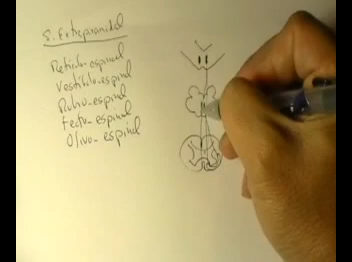 S. Extrapiramidal
Retículo-espinal
Vestíbulo-espinal
Rubro-espinal
Tecto-espinal
Olivo-espinal